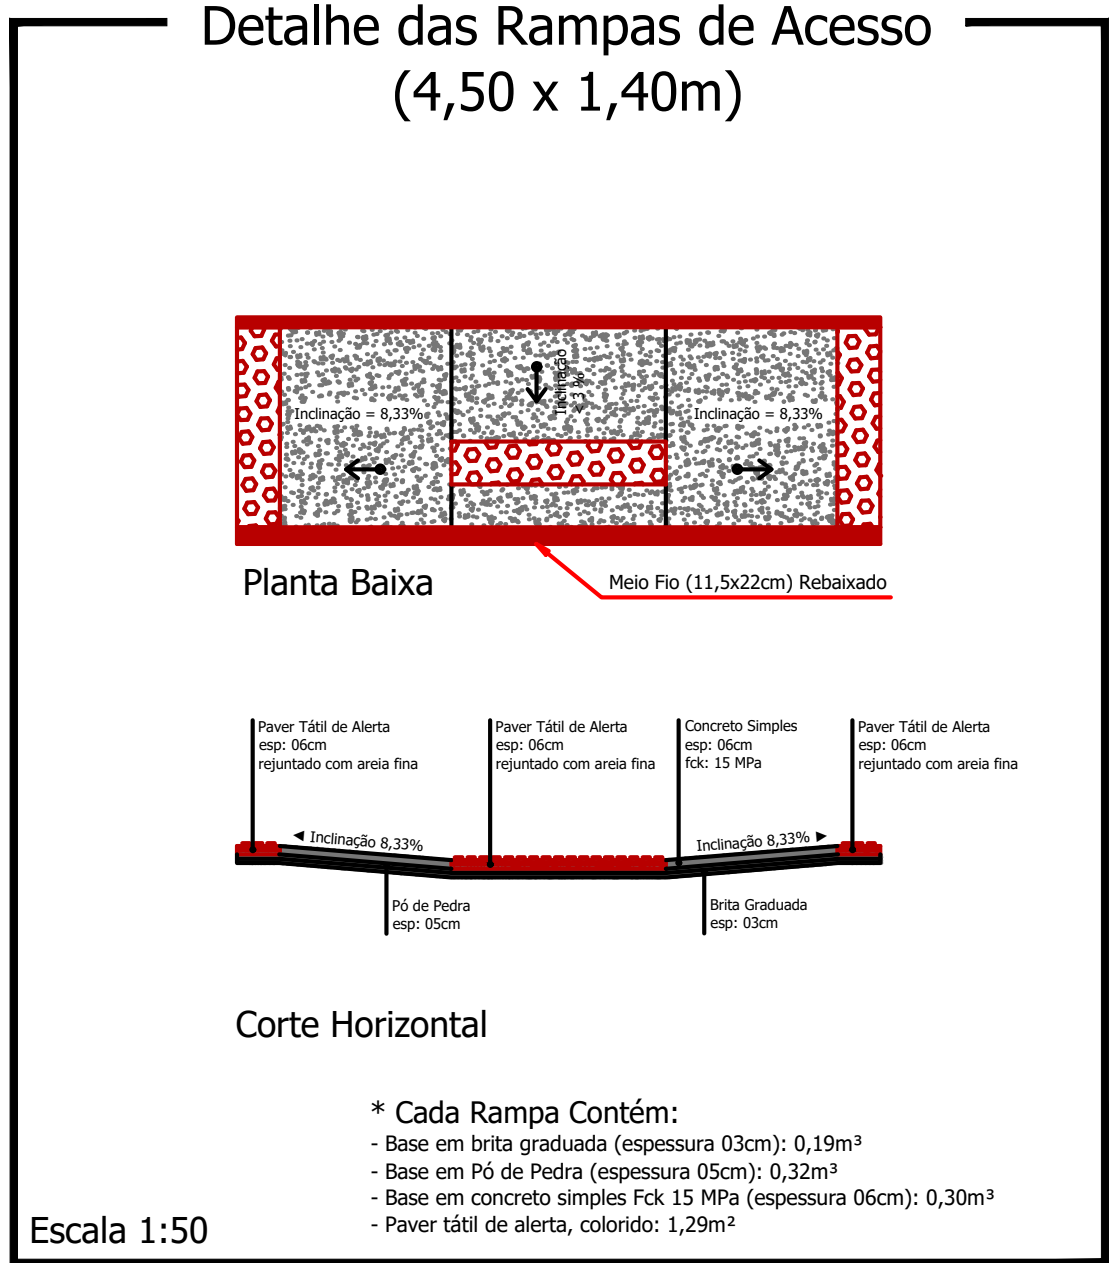 Detalhe das Rampas de Acesso
(4,50 x 1,40m)
Inclinação = 8,33%
Inclinação
< 3 %
Inclinação = 8,33%
Planta Baixa
Meio Fio (11,5x22cm) Rebaixado
Paver Tátil de Alerta
esp: 06cm
rejuntado com areia fina
Paver Tátil de Alerta
esp: 06cm
rejuntado com areia fina
Concreto Simples
esp: 06cm
fck: 15 MPa
Paver Tátil de Alerta
esp: 06cm
rejuntado com areia fina
◄ Inclinação 8,33%
Inclinação 8,33% ►
Pó de Pedra
esp: 05cm
Brita Graduada
esp: 03cm
Corte Horizontal
* Cada Rampa Contém:
- Base em brita graduada (espessura 03cm): 0,19m³
- Base em Pó de Pedra (espessura 05cm): 0,32m³
- Base em concreto simples Fck 15 MPa (espessura 06cm): 0,30m³
- Paver tátil de alerta, colorido: 1,29m²
Escala 1:50